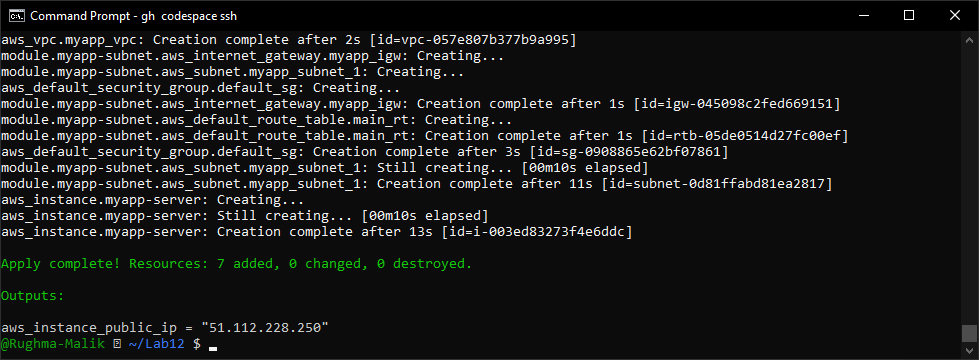 Command Prompt - gh  codespace ssh
aws_vpc.myapp_vpc: Creation complete after 2s [id=vpc-057e807b377b9a995]
module.myapp-subnet.aws_internet_gateway.myapp_igw: Creating...
module.myapp-subnet.aws_subnet.myapp_subnet_1: Creating...
aws_default_security_group.default_sg: Creating...
module.myapp-subnet.aws_internet_gateway.myapp_igw: Creation complete after 1s [id=igw-045098c2fed669151]
module.myapp-subnet.aws_default_route_table.main_rt: Creating...
module.myapp-subnet.aws_default_route_table.main_rt: Creation complete after 1s [id=rtb-05de0514d27fc00ef]
aws_default_security_group.default_sg: Creation complete after 3s [id=sg-0908865e62bf07861]
module.myapp-subnet.aws_subnet.myapp_subnet_1: Still creating... [00m10s elapsed]
module.myapp-subnet.aws_subnet.myapp_subnet_1: Creation complete after 11s [id=subnet-0d81ffabd81ea2817]
aws_instance.myapp-server: Creating...
aws_instance.myapp-server: Still creating... [00m10s elapsed]
aws_instance.myapp-server: Creation complete after 13s [id=i-003ed83273f4e6ddc]
Apply complete! Resources: 7 added, 0 changed, 0 destroyed.
Outputs:
aws_instance_public_ip = "51.112.228.250"
@Rughma-Malik ~/Lab12 $